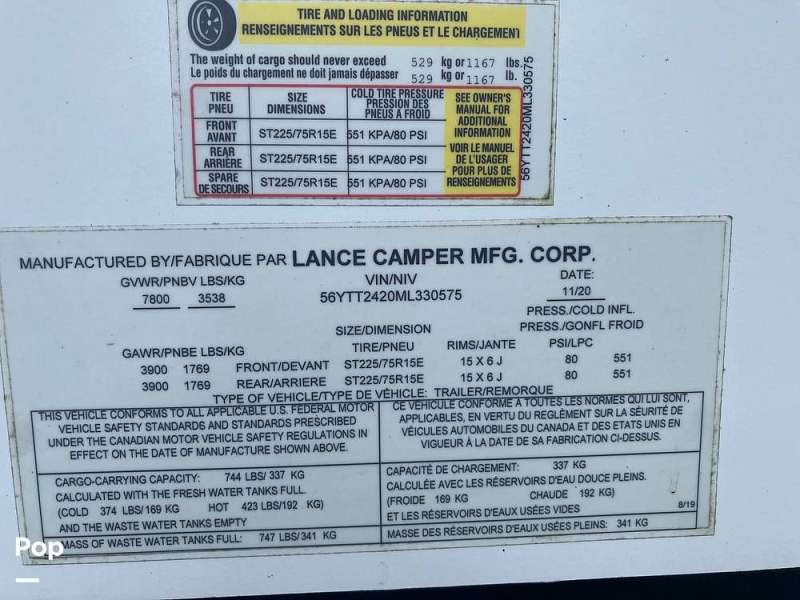 TIRE AND LOADING INFORMATION
RENSEIGNEMENTS SUR LES PNEUS ET LE CHARGEMENT
The weight of cargo should never exceed 529 kg or 1167 lbs.
Le poids du chargement ne doit jamais dépasser 529 kg or 1167 lb.
TIRE PNEU
SIZE DIMENSIONS
COLD TIRE PRESSURE
PRESSION DES PNEUS À FROID
FRONT AVANT ST225/75R15E 551 KPA/80 PSI
REAR ARRIÈRE ST225/75R15E 551 KPA/80 PSI
SPARE DE SECOURS ST225/75R15E 551 KPA/80 PSI
SEE OWNER'S
MANUAL FOR
ADDITIONAL
INFORMATION
VOIR LE MANUEL
DE L'USAGER
POUR PLUS DE
RENSEIGNEMENTS
56YTT2420ML330575
MANUFACTURED BY/FABRIQUE PAR LANCE CAMPER MFG. CORP.
GVWR/PNBV LBS/KG VIN/NIV DATE:
7800 3538 56YTT2420ML330575 11/20
PRESS./COLD INFL.
SIZE/DIMENSION PRESS./GONFL FROID
GAWR/PNBE LBS/KG TIRE/PNEU RIMS/JANTE PSI/LPC
3900 1769 FRONT/DEVANT ST225/75R15E 15 X 6 J 80 551
3900 1769 REAR/ARRIERE ST225/75R15E 15 X 6 J 80 551
TYPE OF VEHICLE/TYPE DE VÉHICLE: TRAILER/REMORQUE
THIS VEHICLE CONFORMS TO ALL APPLICABLE U.S. FEDERAL MOTOR
VEHICLE SAFETY STANDARDS AND STANDARDS PRESCRIBED
UNDER THE CANADIAN MOTOR VEHICLE SAFETY REGULATIONS IN
EFFECT ON THE DATE OF MANUFACTURE SHOWN ABOVE.
CE VÉHICULE CONFORME À TOUTES LES NORMES QUI LUI SONT,
APPLICABLES, EN VERTU DU REGLMENT SUR LA SÉURITÉ DE
VÉICULES AUTOMOBILES DU CANADA ET DES ETATS UNIS EN
VIGUEUR À LA DATE DE SA FABRICATION CI-DESSUS.
CARGO-CARRYING CAPACITY: 744 LBS/ 337 KG
CALCULATED WITH THE FRESH WATER TANKS FULL.
(COLD 374 LBS/169 KG HOT 423 LBS/192 KG)
AND THE WASTE WATER TANKS EMPTY
MASS OF WASTE WATER TANKS FULL: 747 LBS/341 KG
CAPACITÉ DE CHARGEMENT: 337 KG
CALCULÉE AVEC LES RÉSERVOIRS D'EAU DOUCE PLEINS.
(FROIDE 169 KG CHAUDE 192 KG)
ET LES RÉSERVOIRS D'EAUX USÉES VIDES 8/19
MASSE DES RÉSERVOIRS D'EAUX USÉES PLEINS: 341 KG
Pop